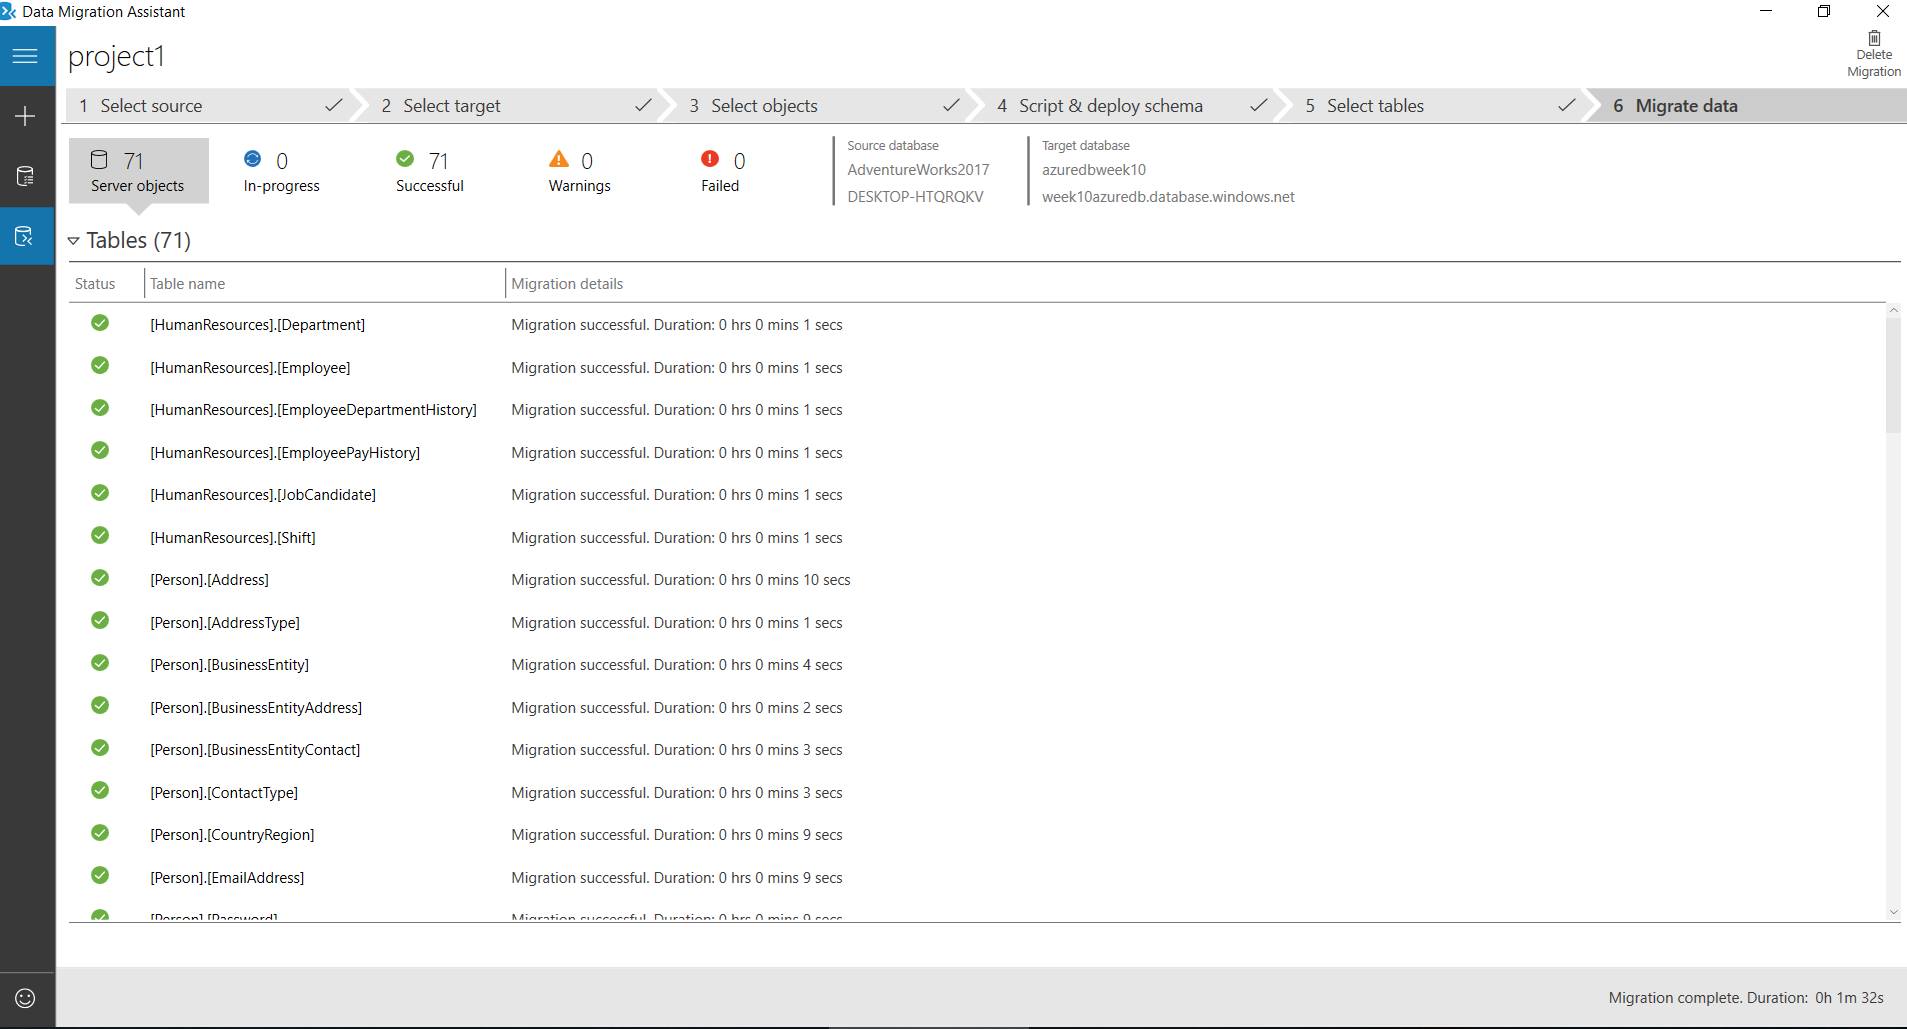 Data Migration Assistant
project1
Delete
Migration
1 Select source
2 Select target
3 Select objects
4 Script & deploy schema
5 Select tables
6 Migrate data
71
Server objects
0
In-progress
71
Successful
0
Warnings
0
Failed
Source database
AdventureWorks2017
DESKTOP-HTQRQKV
Target database
azuredbweek10
week10azuredb.database.windows.net
Tables (71)
Status Table name Migration details
[HumanResources].[Department] Migration successful. Duration: 0 hrs 0 mins 1 secs
[HumanResources].[Employee] Migration successful. Duration: 0 hrs 0 mins 1 secs
[HumanResources].[EmployeeDepartmentHistory] Migration successful. Duration: 0 hrs 0 mins 1 secs
[HumanResources].[EmployeePayHistory] Migration successful. Duration: 0 hrs 0 mins 1 secs
[HumanResources].[JobCandidate] Migration successful. Duration: 0 hrs 0 mins 1 secs
[HumanResources].[Shift] Migration successful. Duration: 0 hrs 0 mins 1 secs
[Person].[Address] Migration successful. Duration: 0 hrs 0 mins 10 secs
[Person].[AddressType] Migration successful. Duration: 0 hrs 0 mins 1 secs
[Person].[BusinessEntity] Migration successful. Duration: 0 hrs 0 mins 4 secs
[Person].[BusinessEntityAddress] Migration successful. Duration: 0 hrs 0 mins 2 secs
[Person].[BusinessEntityContact] Migration successful. Duration: 0 hrs 0 mins 3 secs
[Person].[ContactType] Migration successful. Duration: 0 hrs 0 mins 3 secs
[Person].[CountryRegion] Migration successful. Duration: 0 hrs 0 mins 9 secs
[Person].[EmailAddress] Migration successful. Duration: 0 hrs 0 mins 9 secs
[Person].[Password] Migration successful. Duration: 0 hrs 0 mins 9 secs
Migration complete. Duration: 0h 1m 32s